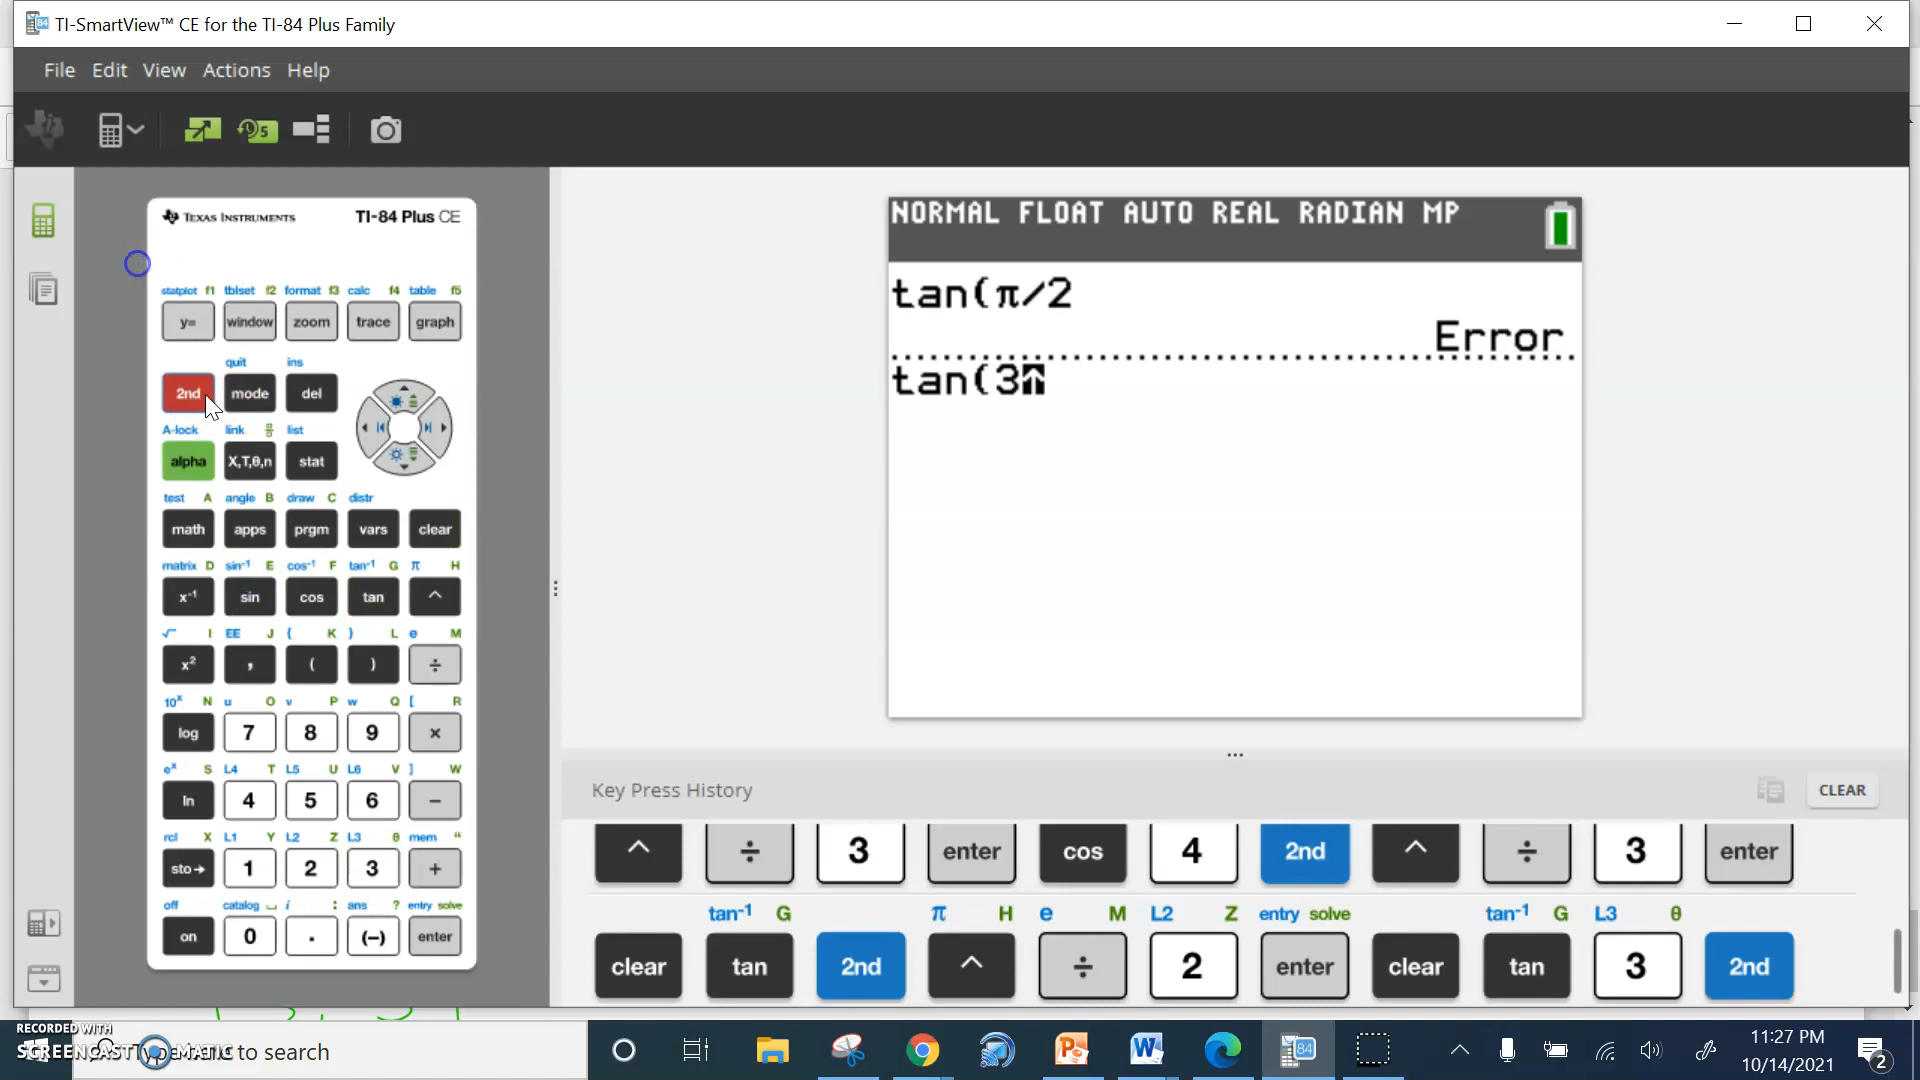 TI-SmartView™ CE for the TI-84 Plus Family
File Edit View Actions Help
TEXAS INSTRUMENTS TI-84 Plus CE
statplot f1 tblset f2 format f3 calc f4 table f5
y= window zoom trace graph
quit ins
2nd mode del
A-lock link list
alpha X,T,θ,n stat
test A angle B draw C distr
math apps prgm vars clear
matrix D sin⁻¹ E cos⁻¹ F tan⁻¹ G π H
x⁻¹ sin cos tan ^
√ I EE J { K } L e M
x² , ( ) ÷
10ˣ N u O v P w Q [ R
log 7 8 9 ×
eˣ S L4 T L5 U L6 V ] W
ln 4 5 6 −
rcl X L1 Y L2 Z L3 θ mem "
sto→ 1 2 3 +
off catalog ⎵ i : ans ? entry solve
on 0 . (–) enter
NORMAL FLOAT AUTO REAL RADIAN MP
tan(π/2
Error
tan(3↑
Key Press History CLEAR
^ ÷ 3 enter cos 4 2nd ^ ÷ 3 enter
tan⁻¹ G π H e M L2 Z entry solve tan⁻¹ G L3 θ
clear tan 2nd ^ ÷ 2 enter clear tan 3 2nd
RECORDED WITH
SCREENCAST MATIC
to search
84
11:27 PM
10/14/2021
2